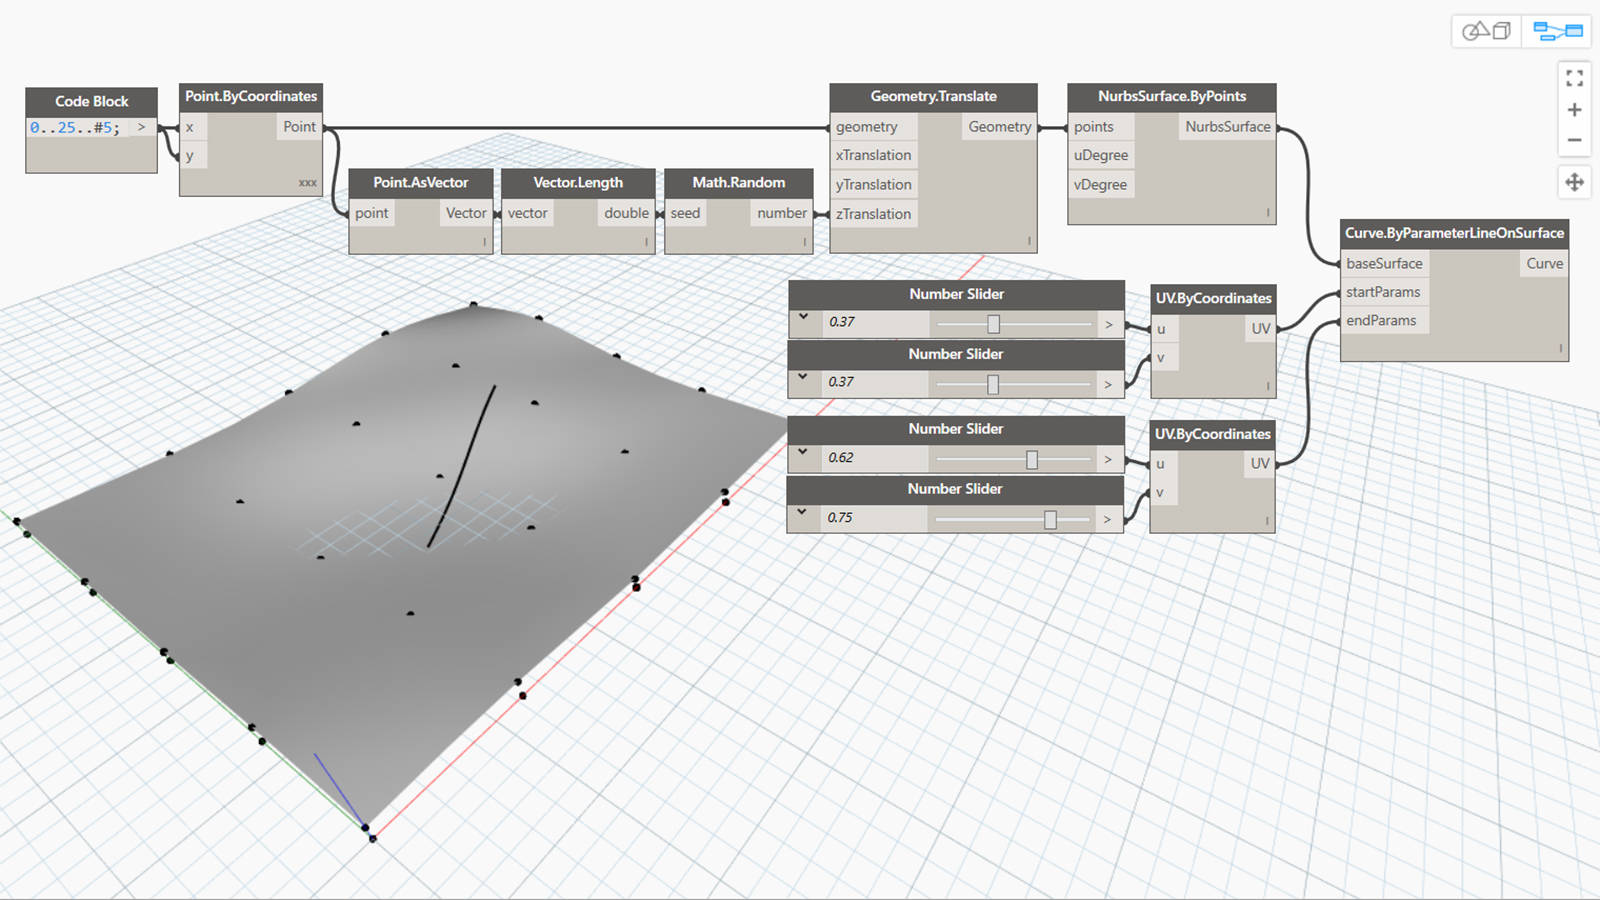 Code Block
0..25..#5; >
Point.ByCoordinates
x Point
y
xxx
Point.AsVector
point Vector
l
Vector.Length
vector double
l
Math.Random
seed number
l
Geometry.Translate
geometry Geometry
xTranslation
yTranslation
zTranslation
l
NurbsSurface.ByPoints
points NurbsSurface
uDegree
vDegree
l
Number Slider
0.37 >
Number Slider
0.37 >
UV.ByCoordinates
u UV
v
l
Number Slider
0.62 >
Number Slider
0.75 >
UV.ByCoordinates
u UV
v
l
Curve.ByParameterLineOnSurface
baseSurface Curve
startParams
endParams
l